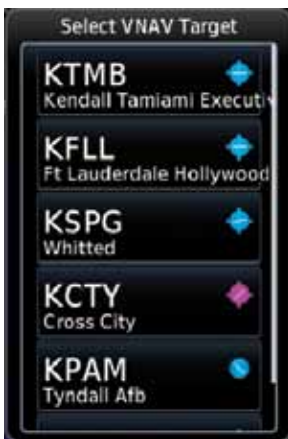 Select VNAV Target
KTMB
Kendall Tamiami Executiv
KFLL
Ft Lauderdale Hollywood
KSPG
Whitted
KCTY
Cross City
KPAM
Tyndall Afb